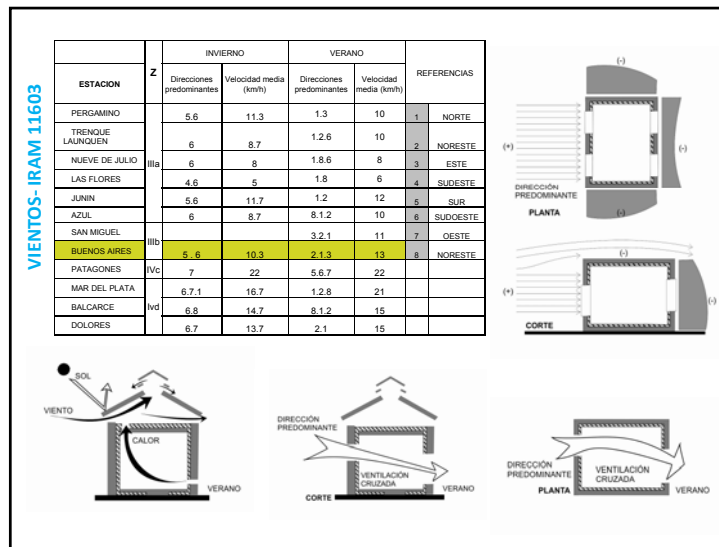 VIENTOS- IRAM 11603
INVIERNO VERANO
ESTACION Z Direcciones predominantes Velocidad media (km/h) Direcciones predominantes Velocidad media (km/h) REFERENCIAS
PERGAMINO 5.6 11.3 1.3 10 1 NORTE
TRENQUE LAUNQUEN 6 8.7 1.2.6 10 2 NORESTE
NUEVE DE JULIO IIIa 6 8 1.8.6 8 3 ESTE
LAS FLORES 4.6 5 1.8 6 4 SUDESTE
JUNIN 5.6 11.7 1.2 12 5 SUR
AZUL 6 8.7 8.1.2 10 6 SUDOESTE
SAN MIGUEL IIIb 3.2.1 11 7 OESTE
BUENOS AIRES 5 . 6 10.3 2.1.3 13 8 NORESTE
PATAGONES IVc 7 22 5.6.7 22
MAR DEL PLATA 6.7.1 16.7 1.2.8 21
BALCARCE Ivd 6.8 14.7 8.1.2 15
DOLORES 6.7 13.7 2.1 15
(-)
(+)
(-)
DIRECCIÓN
PREDOMINANTE
PLANTA
(-)
(-)
(+)
(-)
CORTE
SOL
VIENTO
CALOR
VERANO
DIRECCIÓN
PREDOMINANTE
VENTILACIÓN
CRUZADA
VERANO
CORTE
DIRECCIÓN
PREDOMINANTE
VENTILACIÓN
CRUZADA
PLANTA
VERANO